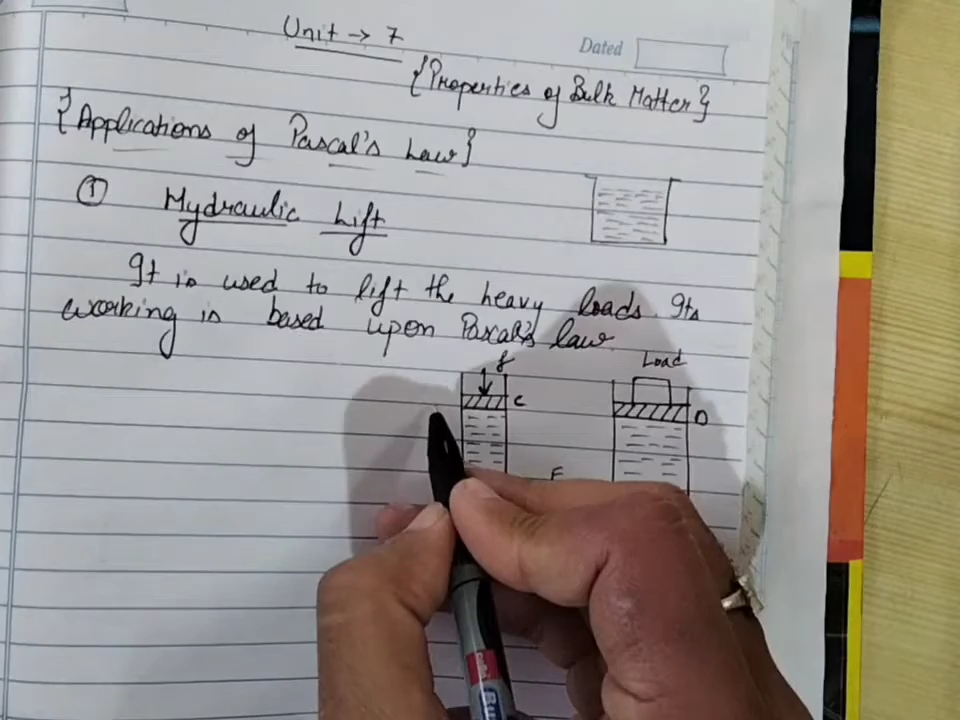 Unit → 7
Dated
{Properties of Bulk Matter}
{Applications of Pascal's Law}
① Hydraulic Lift
It is used to lift the heavy loads. Its
working is based upon Pascal's law
f
Load
C
D
E